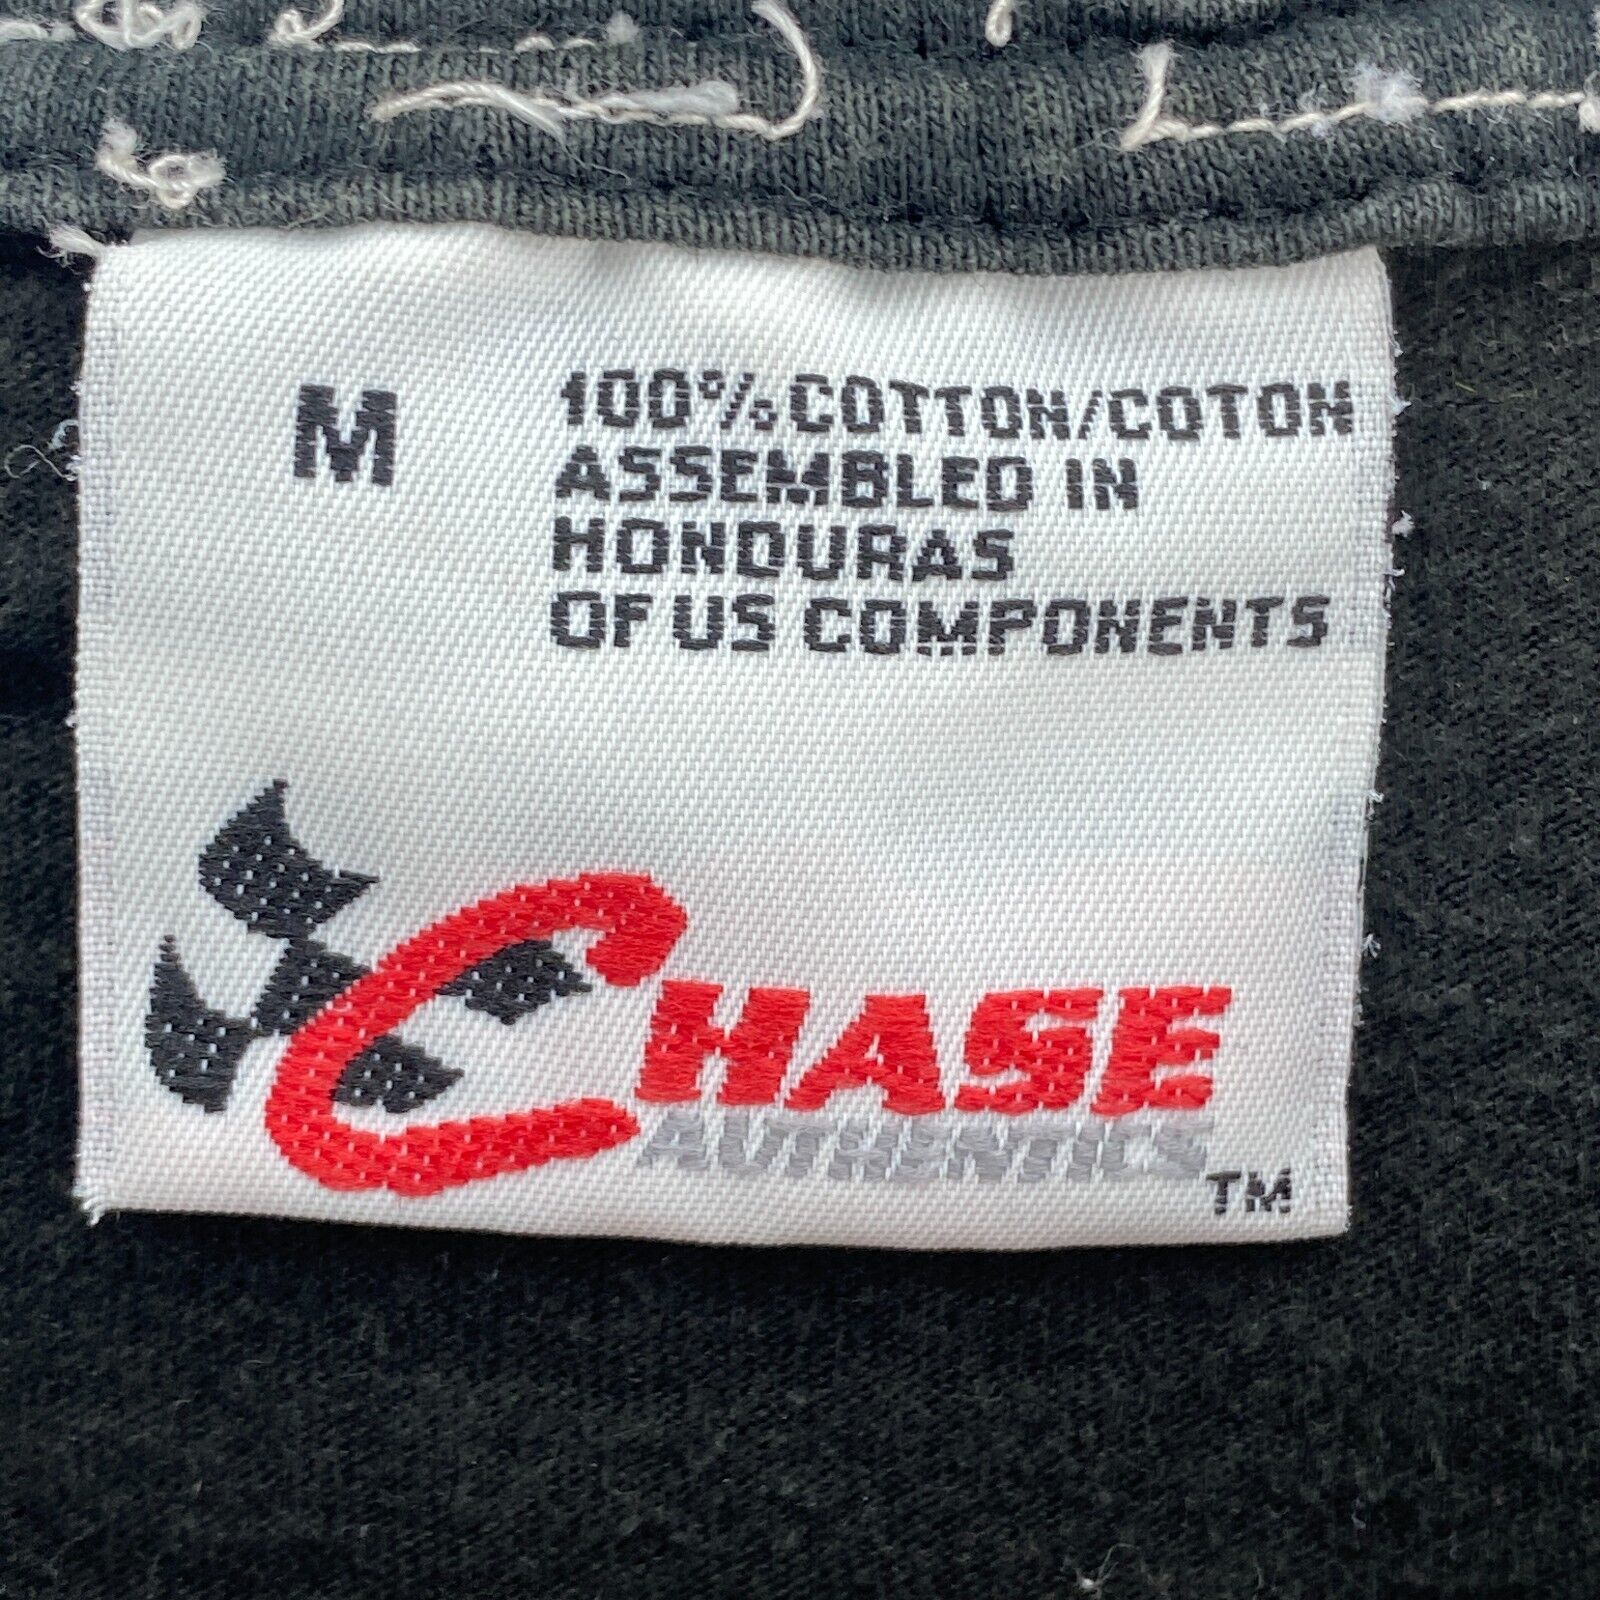 M
100% COTTON/COTON
ASSEMBLED IN
HONDURAS
OF US COMPONENTS
CHASE
AUTHENTICS
TM